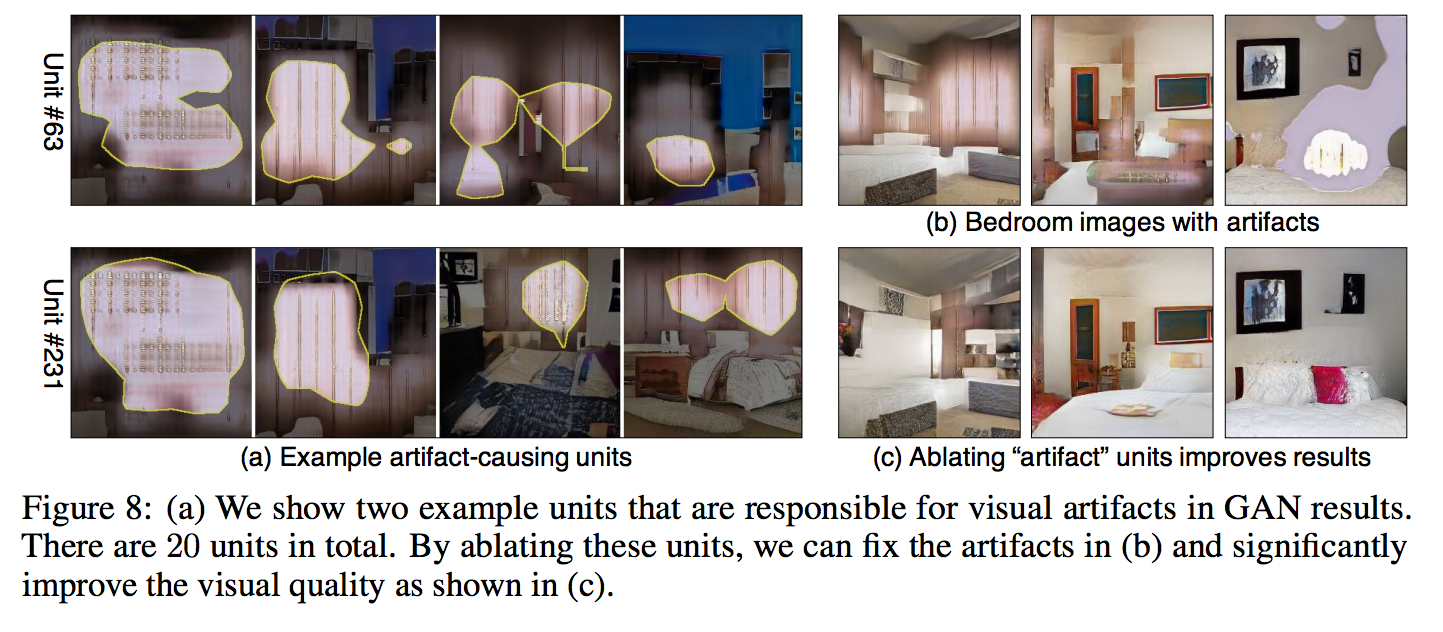 Unit #63
(b) Bedroom images with artifacts
Unit #231
(a) Example artifact-causing units
(c) Ablating “artifact” units improves results
Figure 8: (a) We show two example units that are responsible for visual artifacts in GAN results.
There are 20 units in total. By ablating these units, we can fix the artifacts in (b) and significantly
improve the visual quality as shown in (c).